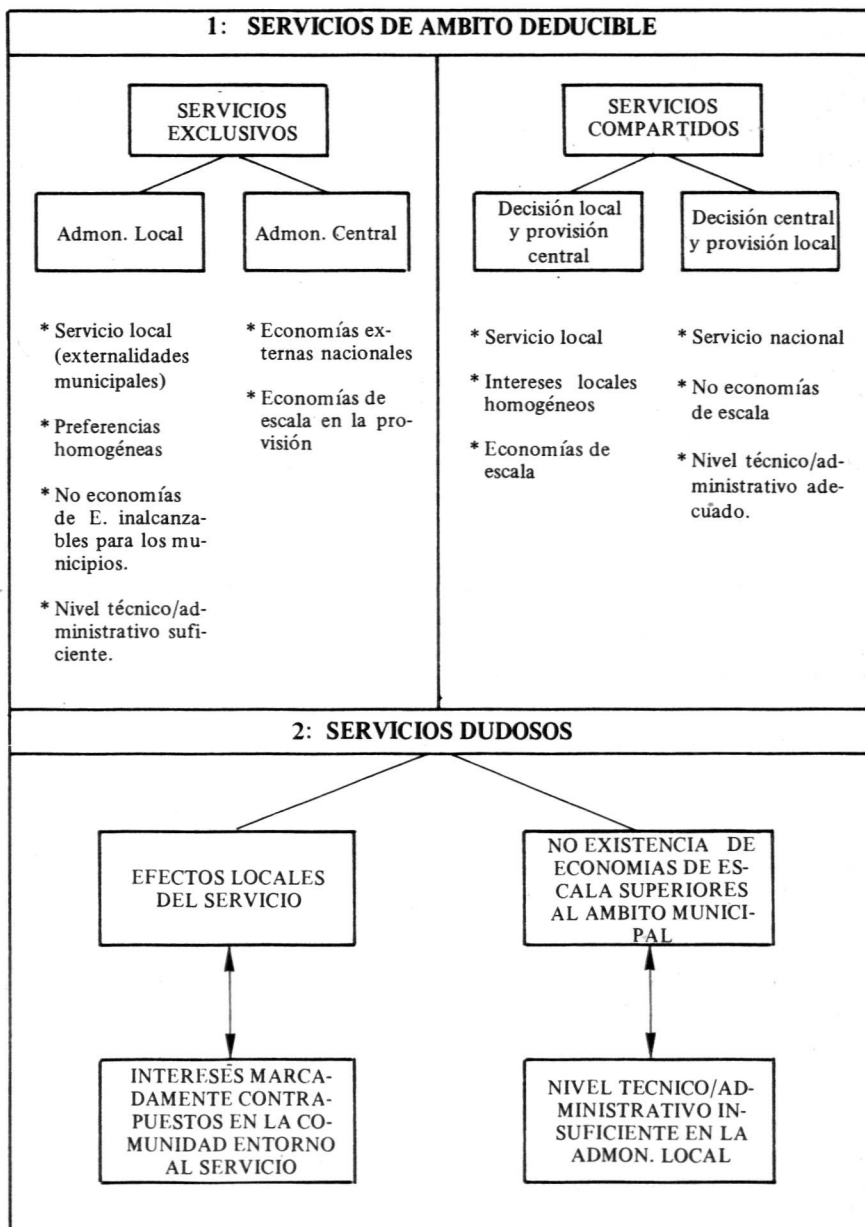 1: SERVICIOS DE AMBITO DEDUCIBLE
SERVICIOS
EXCLUSIVOS
Admon. Local
Admon. Central
* Servicio local
(externalidades
municipales)
* Preferencias
homogéneas
* No economías
de E. inalcanza-
bles para los mu-
nicipios.
* Nivel técnico/ad-
ministrativo sufi-
ciente.
* Economías ex-
ternas nacionales
* Economías de
escala en la pro-
visión
SERVICIOS
COMPARTIDOS
Decisión local
y provisión
central
Decisión central
y provisión local
* Servicio local
* Intereses locales
homogéneos
* Economías de
escala
* Servicio nacional
* No economías
de escala
* Nivel técnico/ad-
ministrativo ade-
cuado.
2: SERVICIOS DUDOSOS
EFECTOS LOCALES
DEL SERVICIO
INTERESÉS MARCA-
DAMENTE CONTRA-
PUESTOS EN LA CO-
MUNIDAD ENTORNO
AL SERVICIO
NO EXISTENCIA DE
ECONOMIAS DE ES-
CALA SUPERIORES
AL AMBITO MUNICI-
PAL
NIVEL TECNICO/AD-
MINISTRATIVO IN-
SUFICIENTE EN LA
ADMON. LOCAL